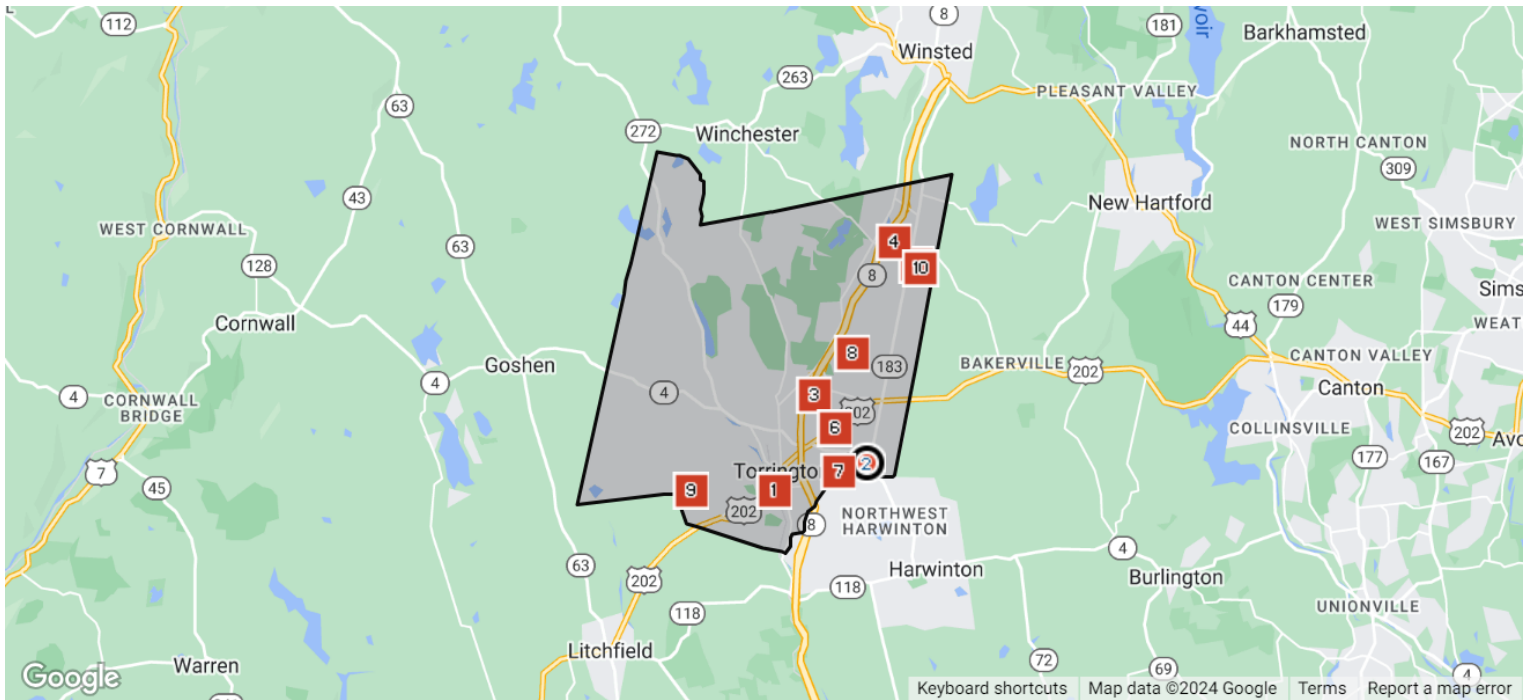 112
8
181
Barkhamsted
Winsted
263
PLEASANT VALLEY
63
272
Winchester
NORTH CANTON
309
43
New Hartford
WEST SIMSBURY
WEST CORNWALL
63
4
128
8
10
CANTON CENTER
179
Sims
Cornwall
44
WEAT
8
Goshen
183
BAKERVILLE
202
CANTON VALLEY
4
4
4
3
Canton
CORNWALL
BRIDGE
202
6
COLLINSVILLE
202
Avo
7
Torringto
7
2
177
167
45
9
1
202
8
NORTHWEST
HARWINTON
4
63
202
118
Harwinton
Burlington
118
UNIONVILLE
Litchfield
72
69
4
Warren
Google
Keyboard shortcuts
Map data ©2024 Google
Terms
Report a map error